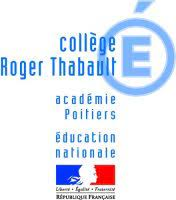 collège
Roger Thabault
É
académie
Poitiers
éducation
nationale
Liberté • Égalité • Fraternité
RÉPUBLIQUE FRANÇAISE